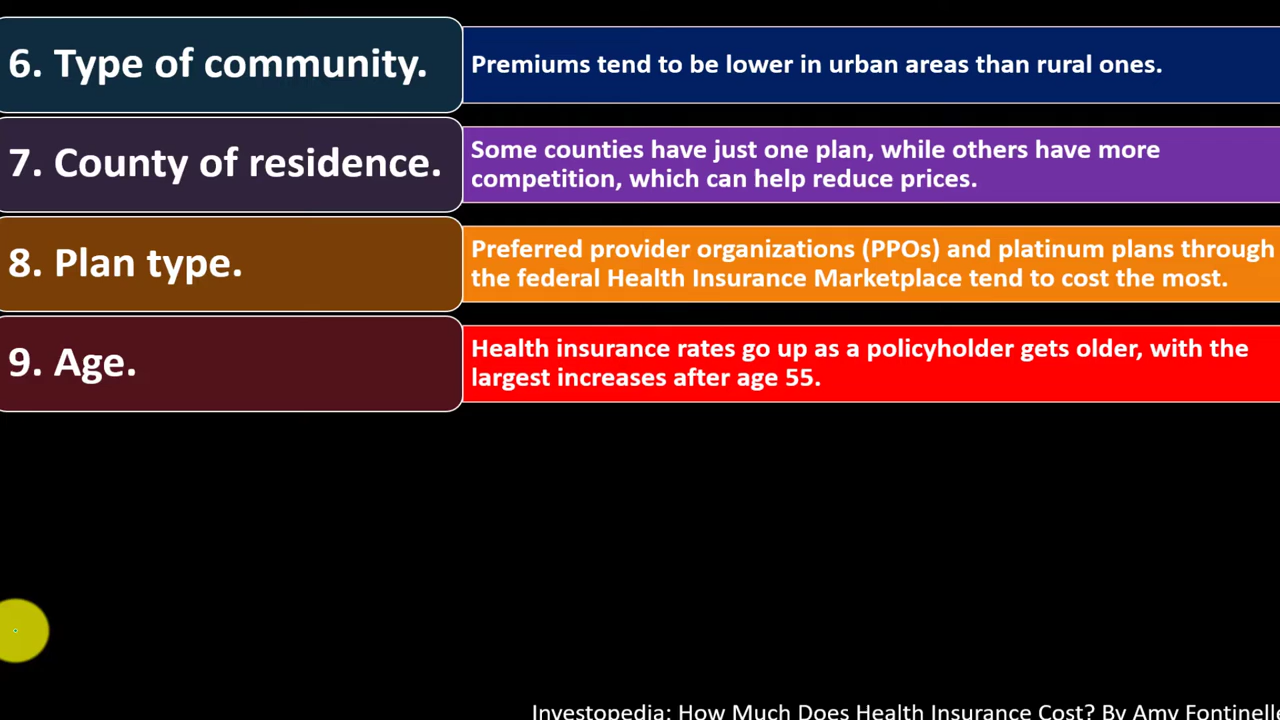 6. Type of community.
Premiums tend to be lower in urban areas than rural ones.
7. County of residence.
Some counties have just one plan, while others have more
competition, which can help reduce prices.
8. Plan type.
Preferred provider organizations (PPOs) and platinum plans through
the federal Health Insurance Marketplace tend to cost the most.
9. Age.
Health insurance rates go up as a policyholder gets older, with the
largest increases after age 55.
Investopedia: How Much Does Health Insurance Cost? By Amy Fontinelle